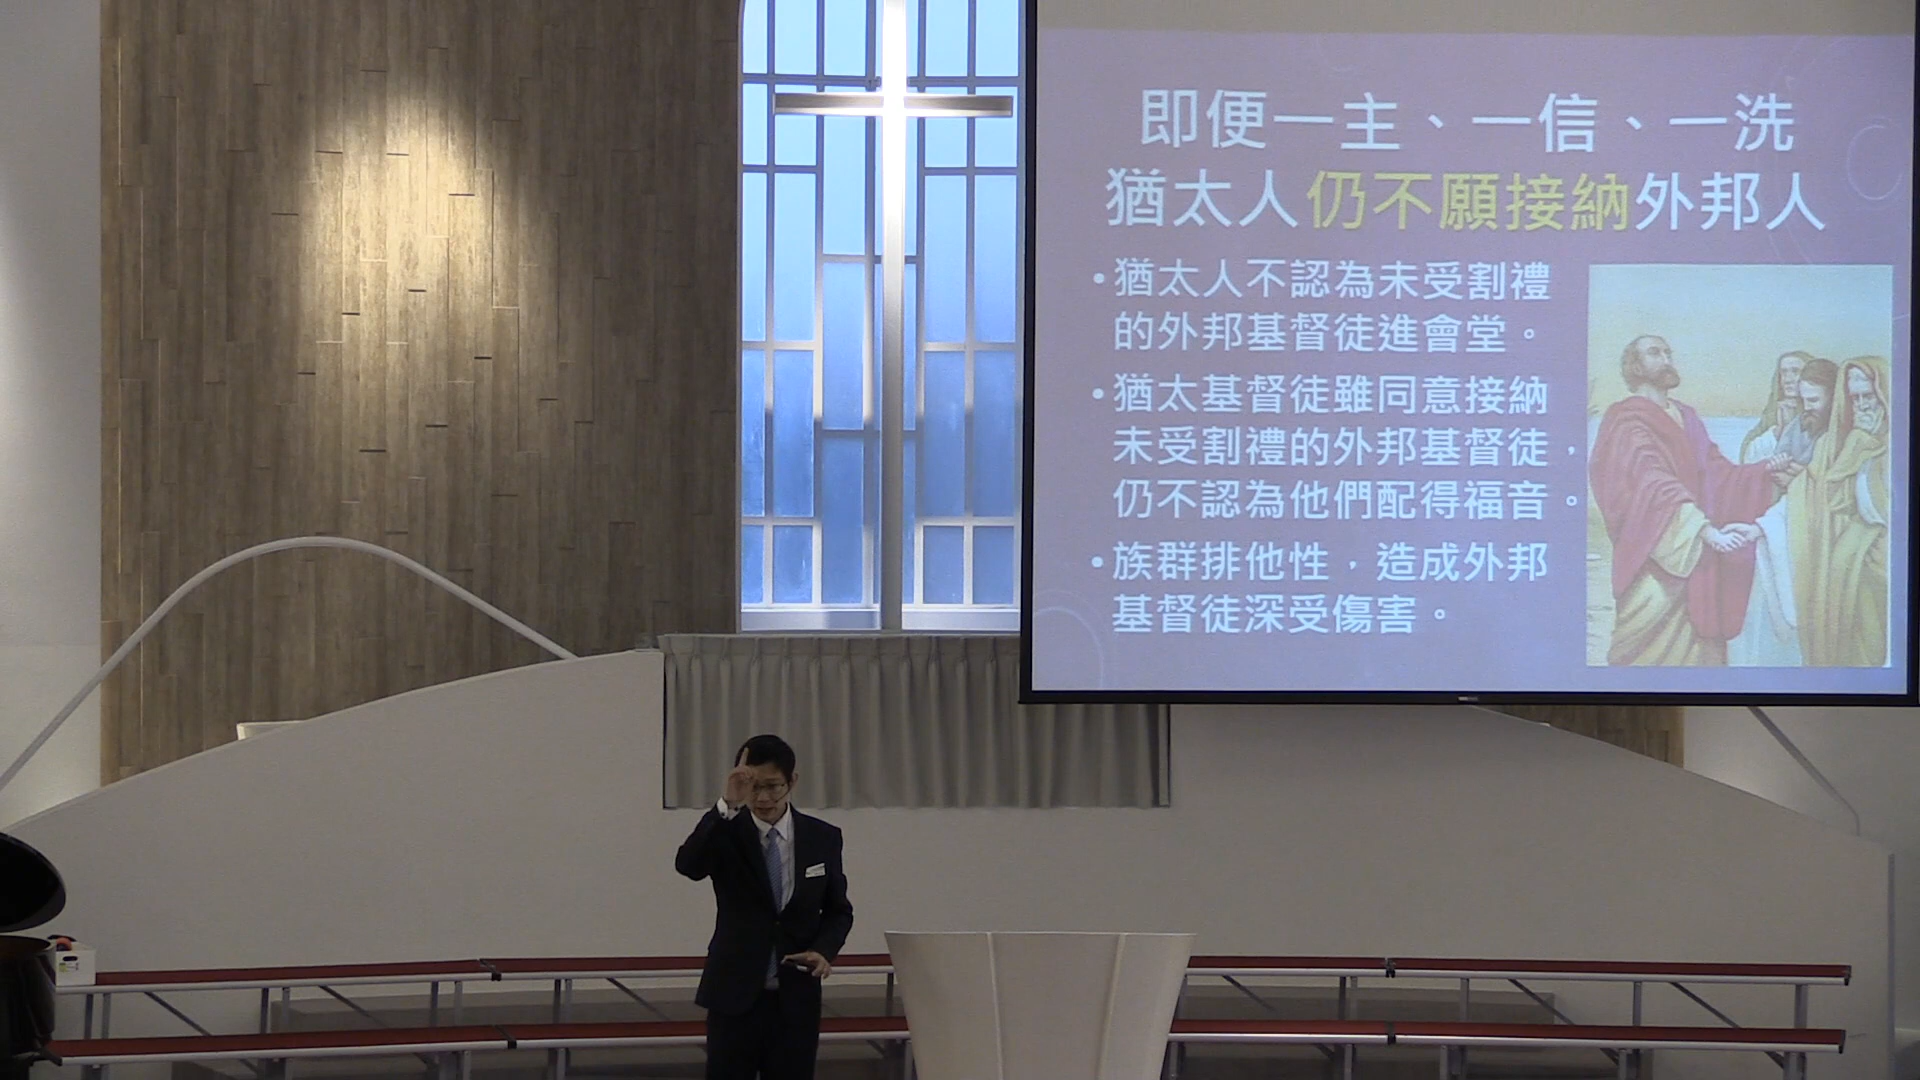 即便一主、一信、一洗
猶太人仍不願接納外邦人
•猶太人不認為未受割禮
的外邦基督徒進會堂。
•猶太基督徒雖同意接納
未受割禮的外邦基督徒,
仍不認為他們配得福音。
•族群排他性,造成外邦
基督徒深受傷害。